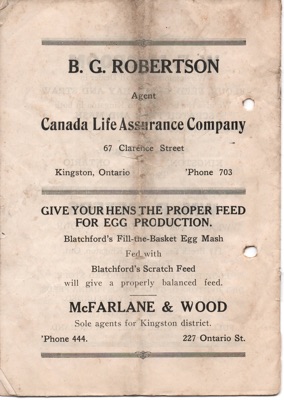 B. G. ROBERTSON
Agent
Canada Life Assurance Company
67 Clarence Street
Kingston, Ontario 'Phone 703
GIVE YOUR HENS THE PROPER FEED
FOR EGG PRODUCTION.
Blatchford's Fill-the-Basket Egg Mash
Fed with
Blatchford's Scratch Feed
will give a properly balanced feed.
McFARLANE & WOOD
Sole agents for Kingston district.
'Phone 444. 227 Ontario St.